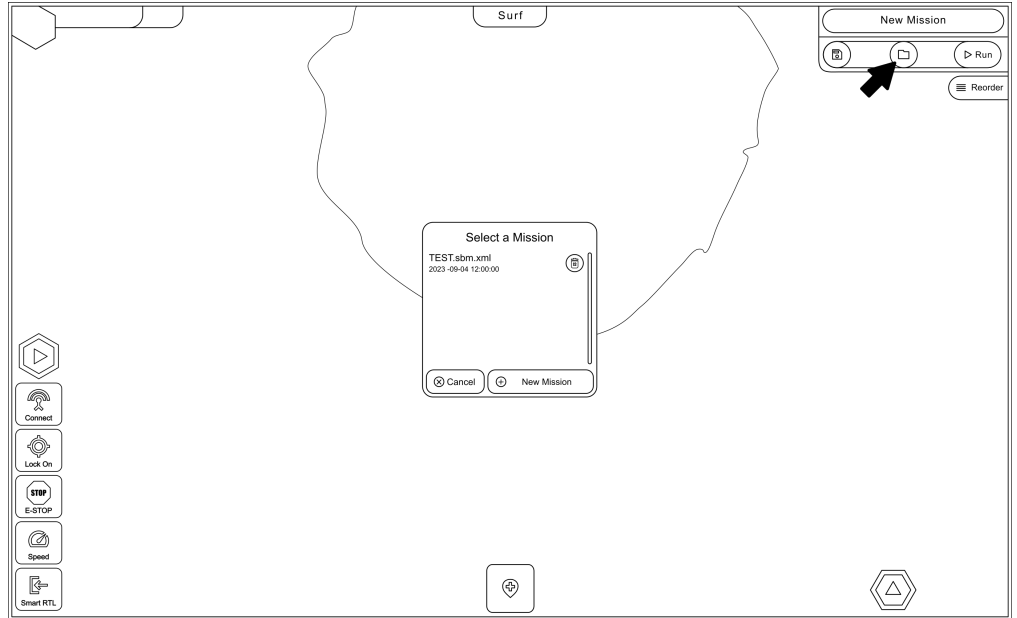 Surf
New Mission
Run
Reorder
Select a Mission
TEST.sbm.xml
2023 -09-04 12:00:00
Cancel
New Mission
Connect
Lock On
STOP
E-STOP
Speed
Smart RTL